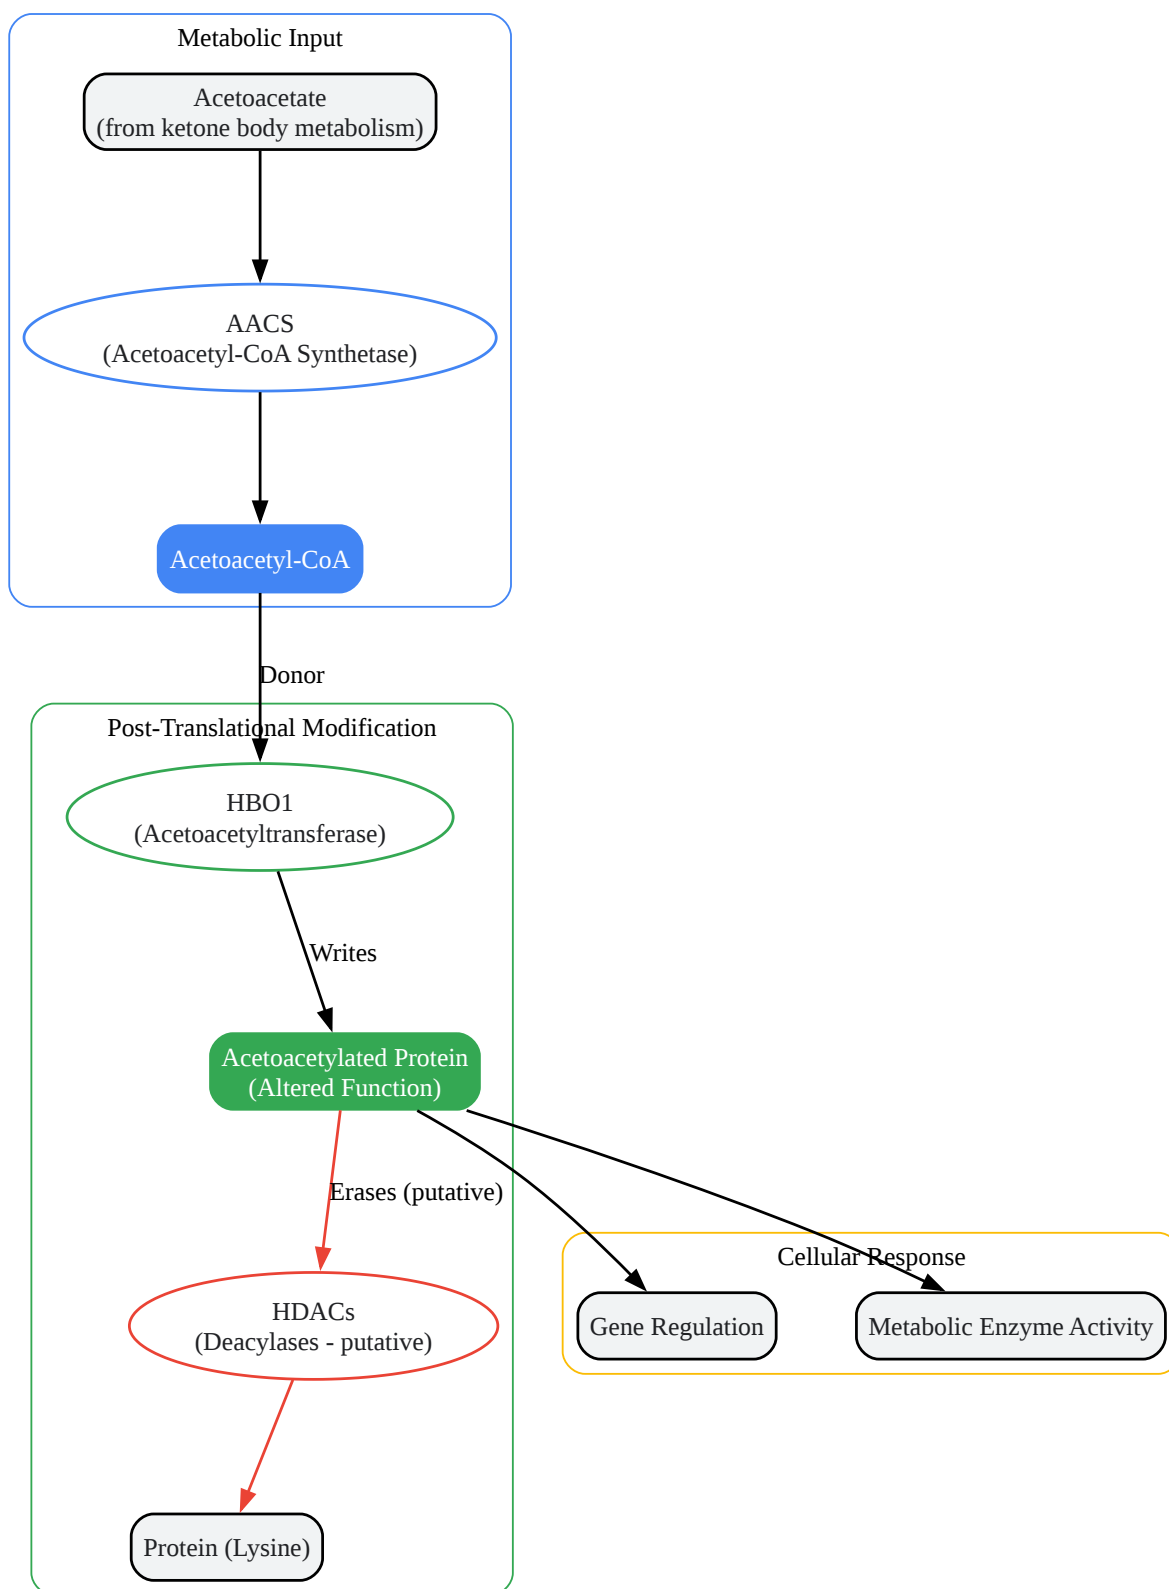 Metabolic Input
Acetoacetate
(from ketone body metabolism)
AACS
(Acetoacetyl-CoA Synthetase)
Acetoacetyl-CoA
Donor
Post-Translational Modification
HBO1
(Acetoacetyltransferase)
Writes
Acetoacetylated Protein
(Altered Function)
Erases (putative)
Cellular Response
HDACs
(Deacylases - putative)
Gene Regulation
Metabolic Enzyme Activity
Protein (Lysine)